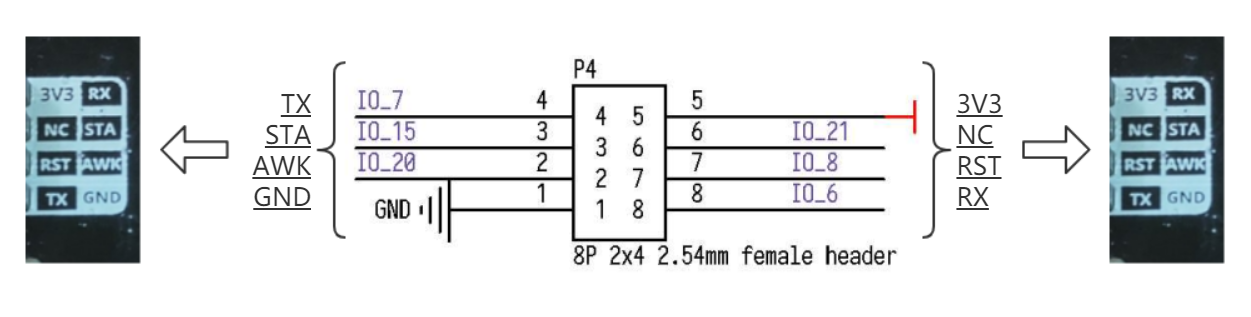 3V3 RX
NC STA
RST AWK
TX GND
TX
STA
AWK
GND
P4
IO_7 4 4 5 5
IO_15 3 3 6 6 IO_21
IO_20 2 2 7 7 IO_8
GND 1 1 8 8 IO_6
8P 2x4 2.54mm female header
3V3
NC
RST
RX
3V3 RX
NC STA
RST AWK
TX GND